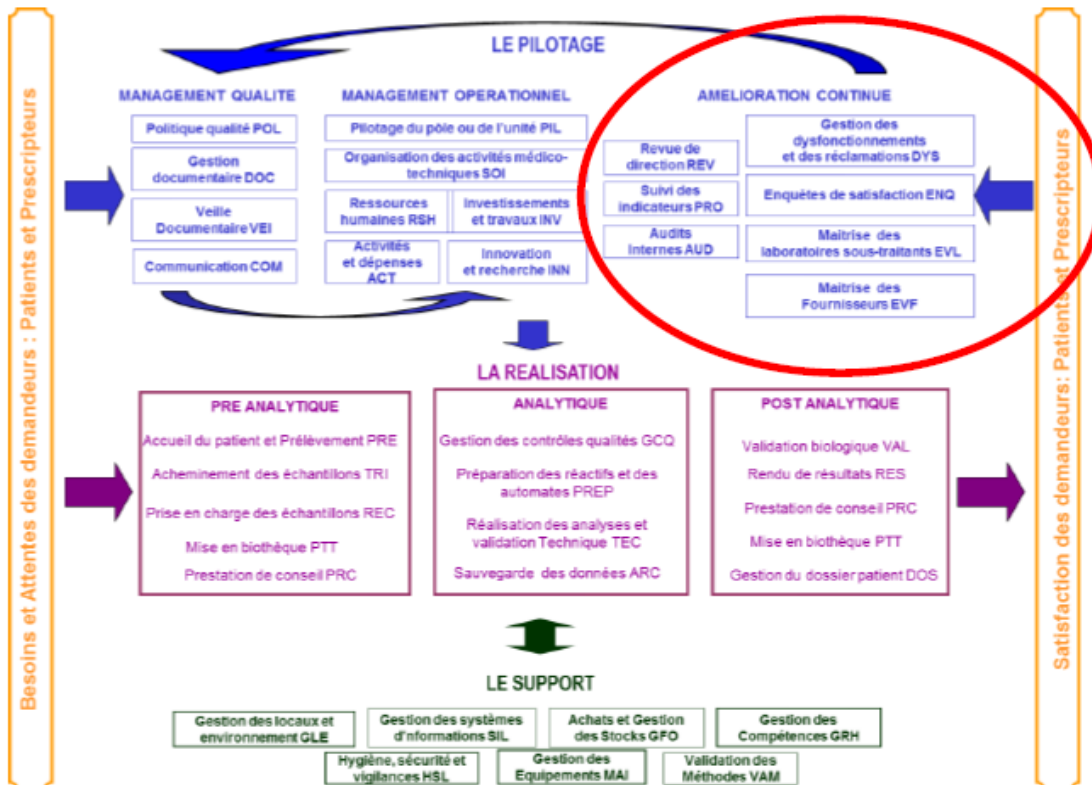 Besoins et Attentes des demandeurs : Patients et Prescripteurs
LE PILOTAGE
MANAGEMENT QUALITE
Politique qualité POL
Gestion
documentaire DOC
Veille
Documentaire VEI
Communication COM
MANAGEMENT OPERATIONNEL
Pilotage du pôle ou de l'unité PIL
Organisation des activités médico-
techniques SOI
Ressources
humaines RSH
Investissements
et travaux INV
Activités
et dépenses
ACT
Innovation
et recherche INN
AMELIORATION CONTINUE
Revue de
direction REV
Suivi des
indicateurs PRO
Audits
Internes AUD
Gestion des
dysfonctionnements
et des réclamations DYS
Enquêtes de satisfaction ENQ
Maitrise des
laboratoires sous-traitants EVL
Maitrise des
Fournisseurs EVF
LA REALISATION
PRE ANALYTIQUE
Accueil du patient et Prélèvement PRE
Acheminement des échantillons TRI
Prise en charge des échantillons REC
Mise en biothèque PTT
Prestation de conseil PRC
ANALYTIQUE
Gestion des contrôles qualités GCQ
Préparation des réactifs et des
automates PREP
Réalisation des analyses et
validation Technique TEC
Sauvegarde des données ARC
POST ANALYTIQUE
Validation biologique VAL
Rendu de résultats RES
Prestation de conseil PRC
Mise en biothèque PTT
Gestion du dossier patient DOS
LE SUPPORT
Gestion des locaux et
environnement GLE
Gestion des systèmes
d'nformations SIL
Achats et Gestion
des Stocks GFO
Gestion des
Compétences GRH
Hygiène, sécurité et
vigilances HSL
Gestion des
Equipements MAI
Validation des
Méthodes VAM
Satisfaction des demandeurs: Patients et Prescripteurs